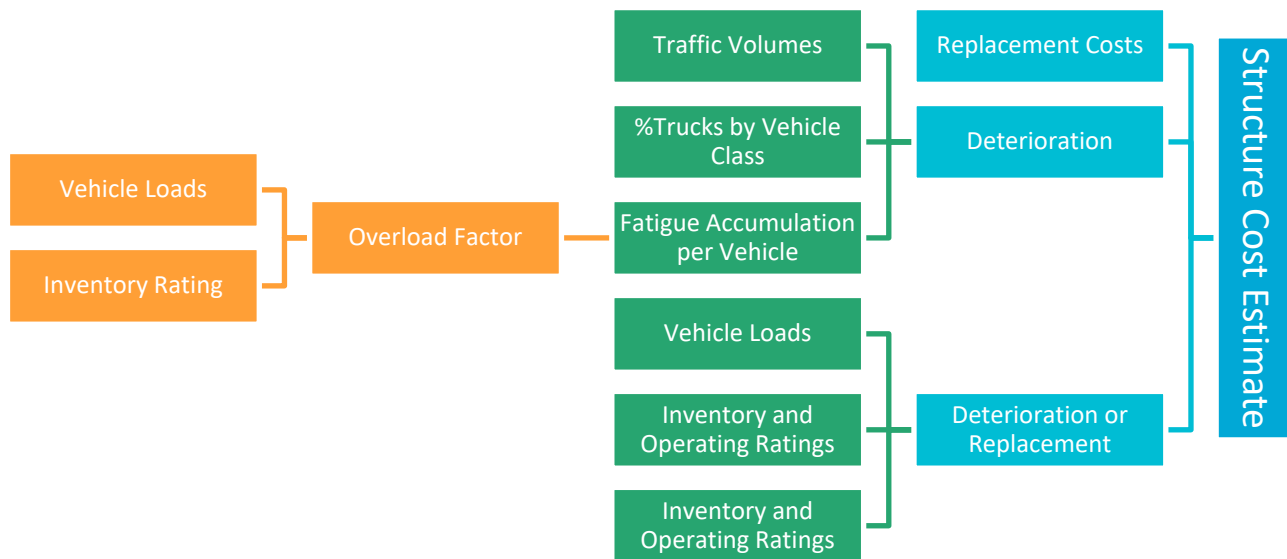 Vehicle Loads
Inventory Rating
Overload Factor
Traffic Volumes
%Trucks by Vehicle
Class
Fatigue Accumulation
per Vehicle
Vehicle Loads
Inventory and
Operating Ratings
Inventory and
Operating Ratings
Replacement Costs
Deterioration
Deterioration or
Replacement
Structure Cost Estimate